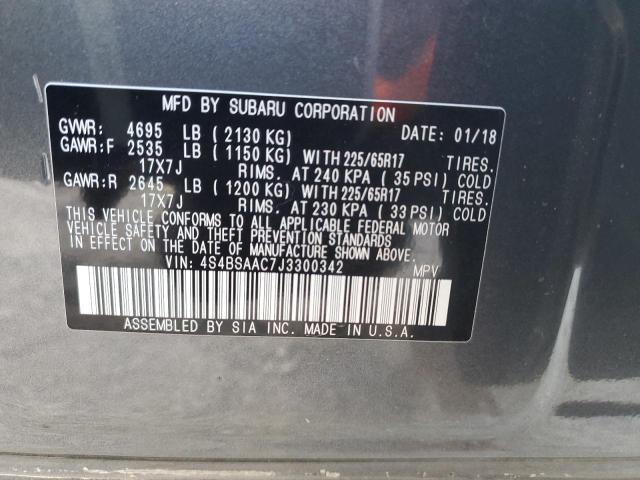 MFD BY SUBARU CORPORATION
GVWR: 4695 LB (2130 KG) DATE: 01/18
GAWR:F 2535 LB (1150 KG) WITH 225/65R17 TIRES.
17X7J RIMS. AT 240 KPA (35 PSI) COLD
GAWR:R 2645 LB (1200 KG) WITH 225/65R17 TIRES.
17X7J RIMS. AT 230 KPA (33 PSI) COLD
THIS VEHICLE CONFORMS TO ALL APPLICABLE FEDERAL MOTOR
VEHICLE SAFETY AND THEFT PREVENTION STANDARDS
IN EFFECT ON THE DATE OF MANUFACTURE SHOWN ABOVE.
VIN: 4S4BSAAC7J3300342 MPV
ASSEMBLED BY SIA INC. MADE IN U.S.A.